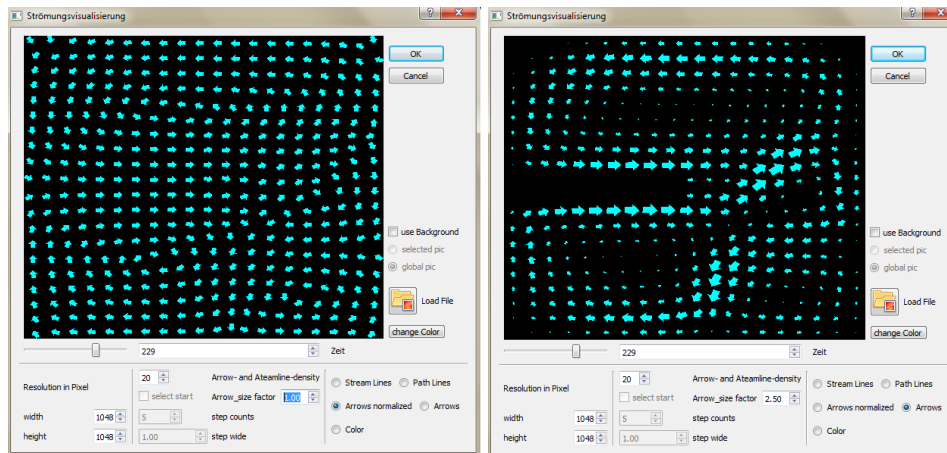 Strömungsvisualisierung
OK
Cancel
use Background
selected pic
global pic
Load File
change Color
229
Zeit
Resolution in Pixel
20
Arrow- and Ateamline-density
select start
Arrow_size factor
1.00
width
1048
5
step counts
height
1048
1.00
step wide
Stream Lines
Path Lines
Arrows normalized
Arrows
Color
Strömungsvisualisierung
OK
Cancel
use Background
selected pic
global pic
Load File
change Color
229
Zeit
Resolution in Pixel
20
Arrow- and Ateamline-density
select start
Arrow_size factor
2.50
width
1048
5
step counts
height
1048
1.00
step wide
Stream Lines
Path Lines
Arrows normalized
Arrows
Color